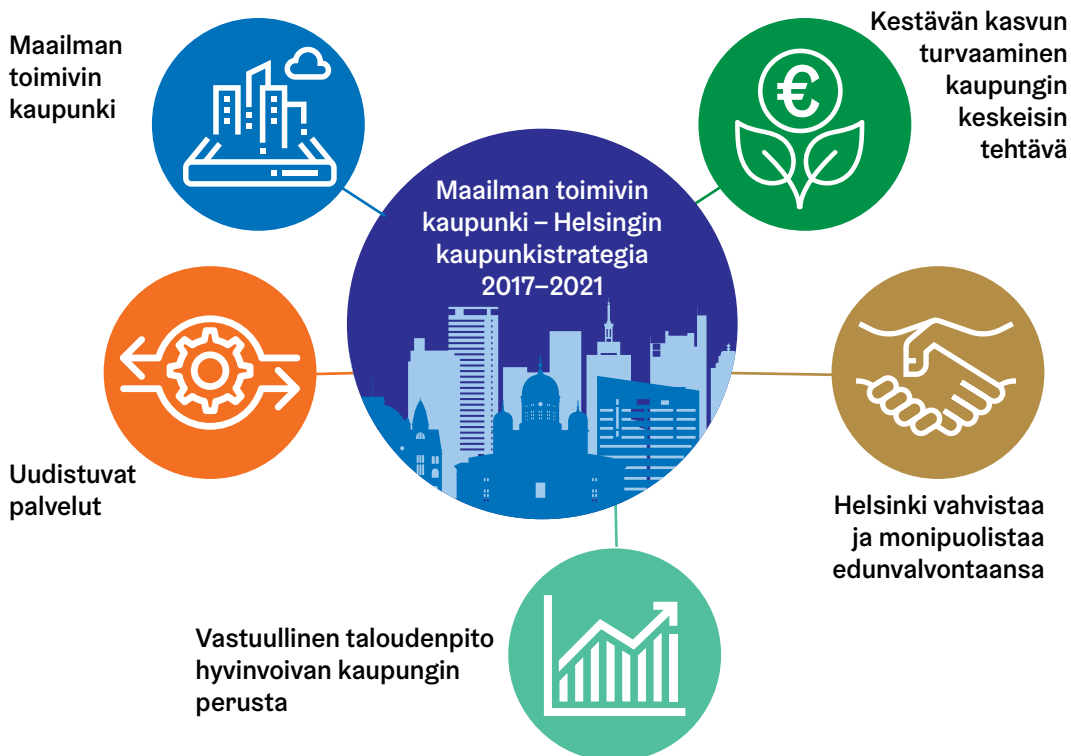 Maailman
toimivin
kaupunki
Kestävän kasvun
turvaaminen
kaupungin
keskeisin
tehtävä
€
Maailman toimivin
kaupunki – Helsingin
kaupunkistrategia
2017–2021
Uudistuvat
palvelut
Helsinki vahvistaa
ja monipuolistaa
edunvalvontaansa
Vastuullinen taloudenpito
hyvinvoivan kaupungin
perusta